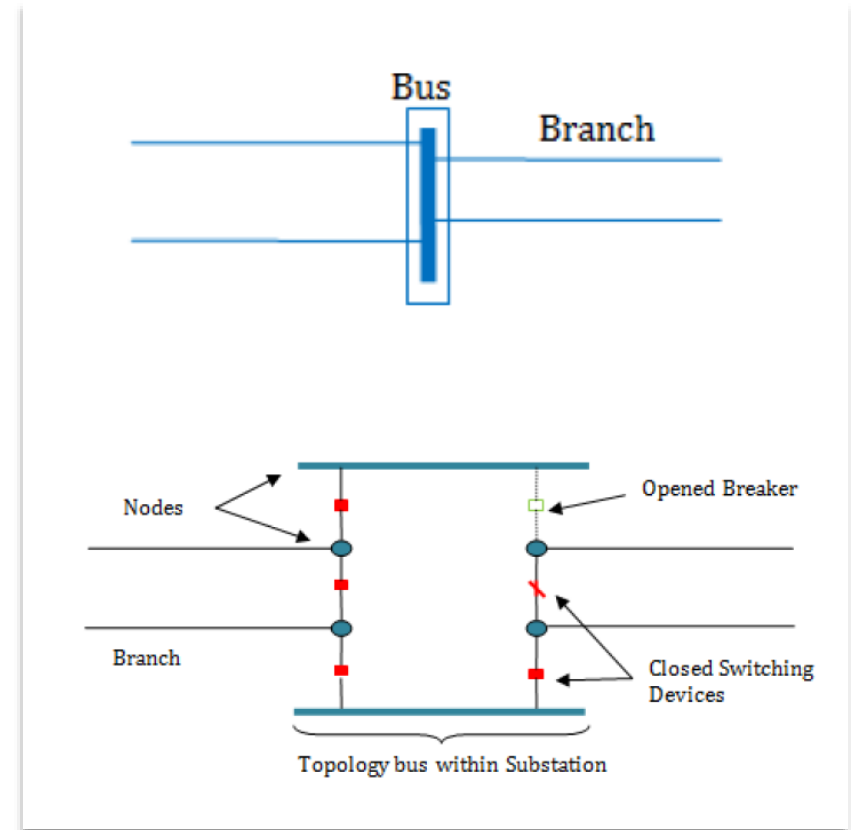 Bus
Branch
Nodes
Opened Breaker
Branch
Closed Switching
Devices
Topology bus within Substation